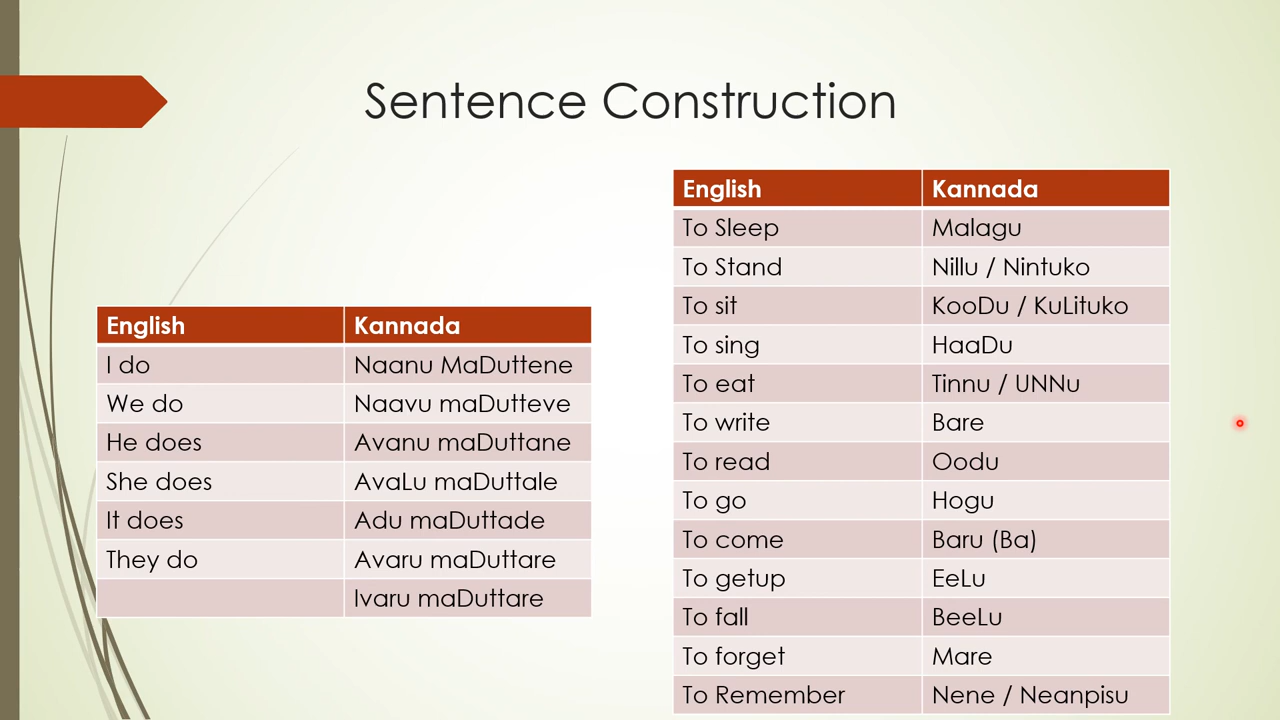 Sentence Construction
English Kannada
I do Naanu MaDuttene
We do Naavu maDutteve
He does Avanu maDuttane
She does AvaLu maDuttale
It does Adu maDuttade
They do Avaru maDuttare
Ivaru maDuttare
English Kannada
To Sleep Malagu
To Stand Nillu / Nintuko
To sit KooDu / KuLituko
To sing HaaDu
To eat Tinnu / UNNu
To write Bare
To read Oodu
To go Hogu
To come Baru (Ba)
To getup EeLu
To fall BeeLu
To forget Mare
To Remember Nene / Neanpisu